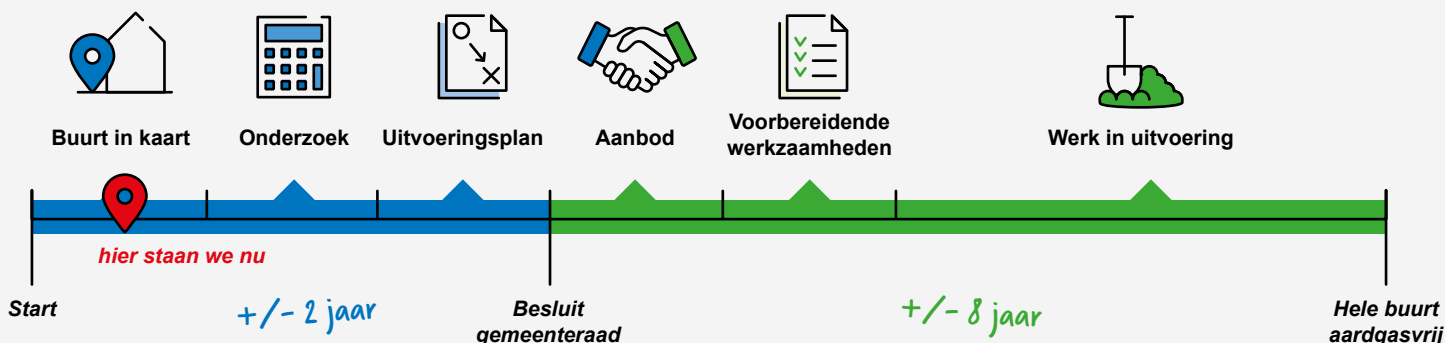 Buurt in kaart
Onderzoek
Uitvoeringsplan
Aanbod
Voorbereidende
werkzaamheden
Werk in uitvoering
hier staan we nu
Start
+/- 2 jaar
Besluit
gemeenteraad
+/- 8 jaar
Hele buurt
aardgasvrij